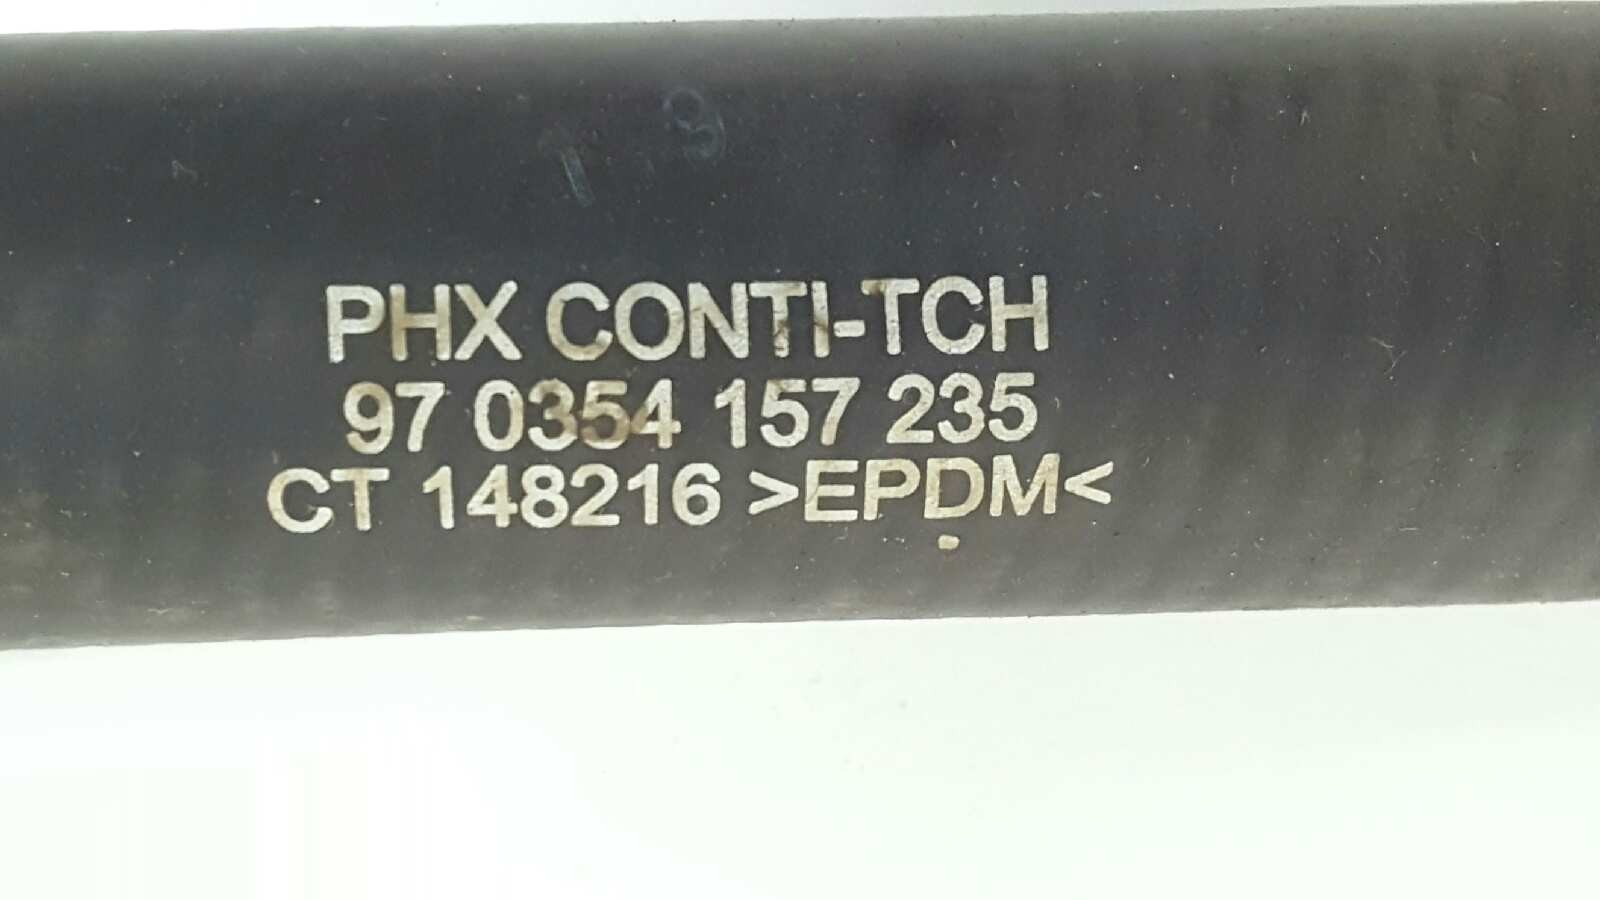 PHX CONTI-TCH
97 0354 157 235
CT 148216 >EPDM<